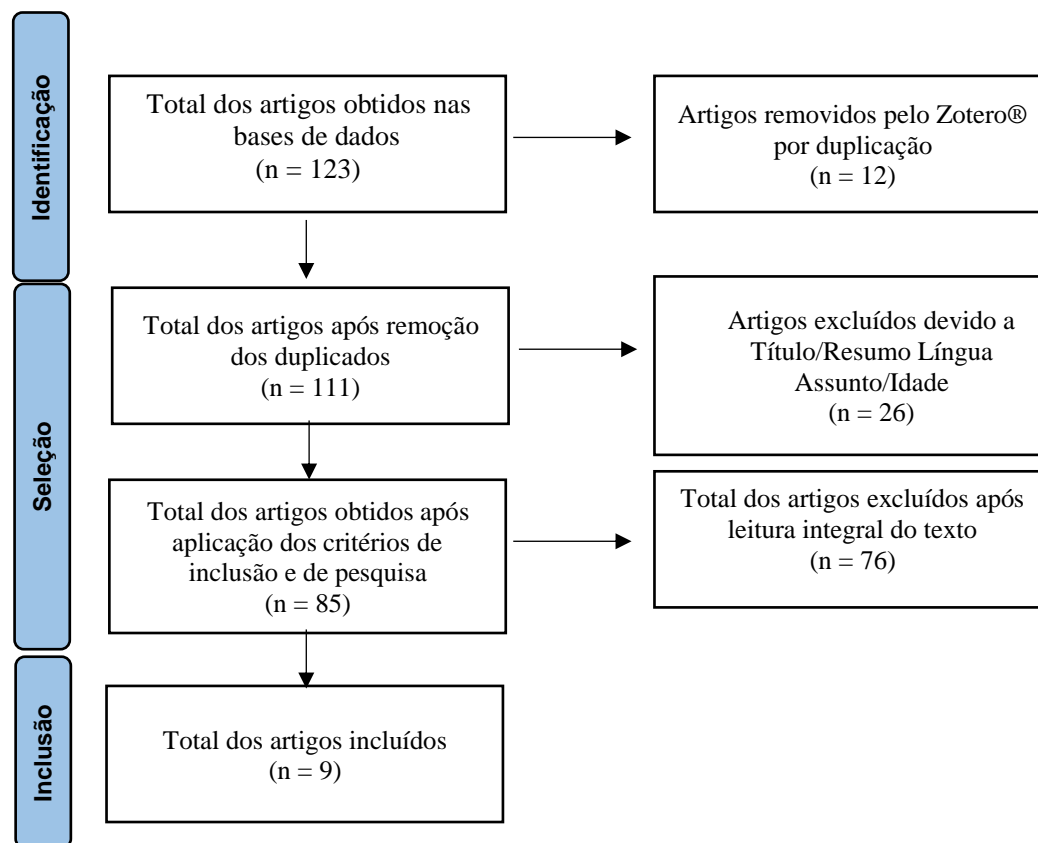 Identificação
Total dos artigos obtidos nas
bases de dados
(n = 123)
Artigos removidos pelo Zotero®
por duplicação
(n = 12)
Seleção
Total dos artigos após remoção
dos duplicados
(n = 111)
Artigos excluídos devido a
Título/Resumo Língua
Assunto/Idade
(n = 26)
Total dos artigos obtidos após
aplicação dos critérios de
inclusão e de pesquisa
(n = 85)
Total dos artigos excluídos após
leitura integral do texto
(n = 76)
Inclusão
Total dos artigos incluídos
(n = 9)